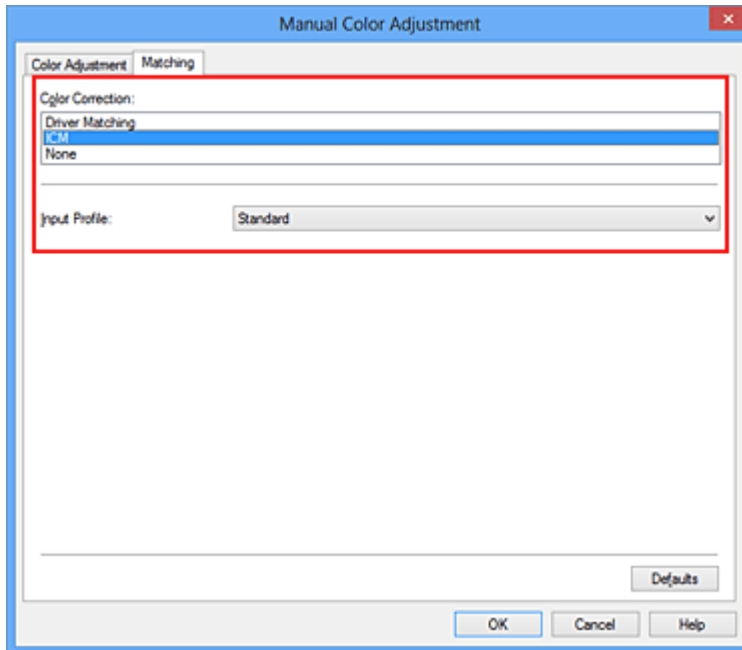 Manual Color Adjustment
Color Adjustment Matching
Color Correction:
Driver Matching
ICM
None
Input Profile: Standard
Defaults
OK Cancel Help